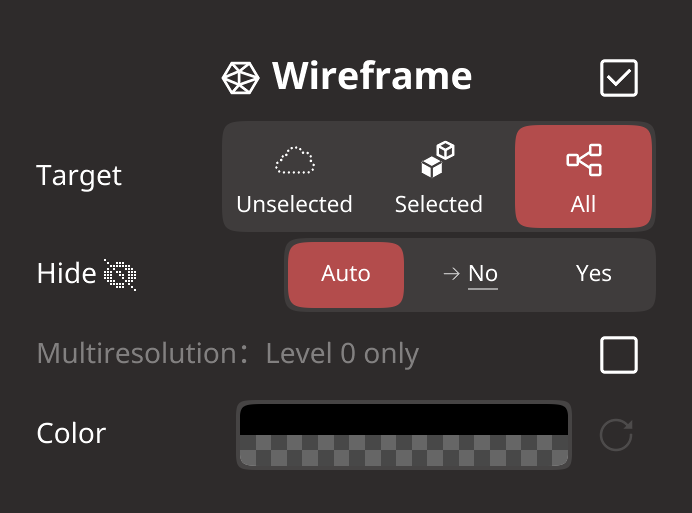 Wireframe
Target
Unselected Selected All
Hide Auto → No Yes
Multiresolution: Level 0 only
Color